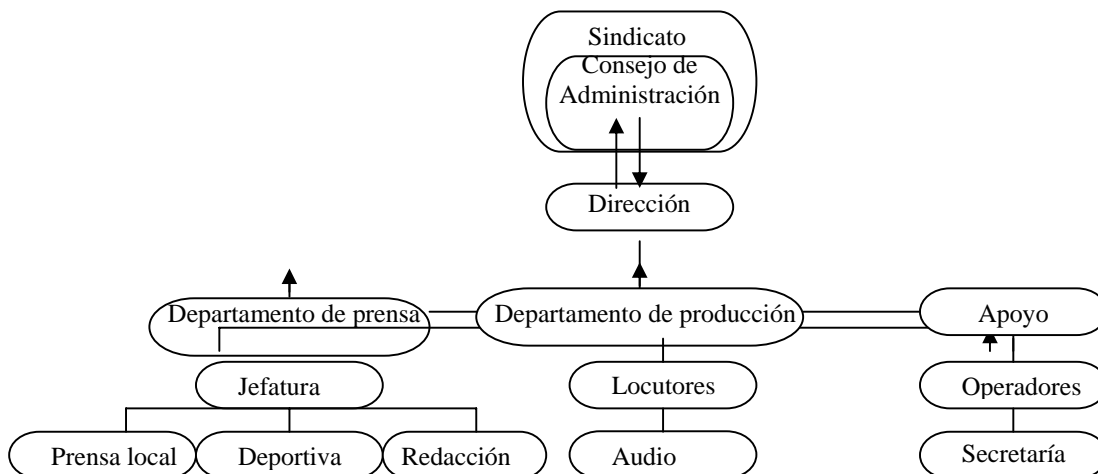 Sindicato
Consejo de
Administración
Dirección
Departamento de prensa
Departamento de producción
Apoyo
Jefatura
Locutores
Operadores
Prensa local
Deportiva
Redacción
Audio
Secretaría